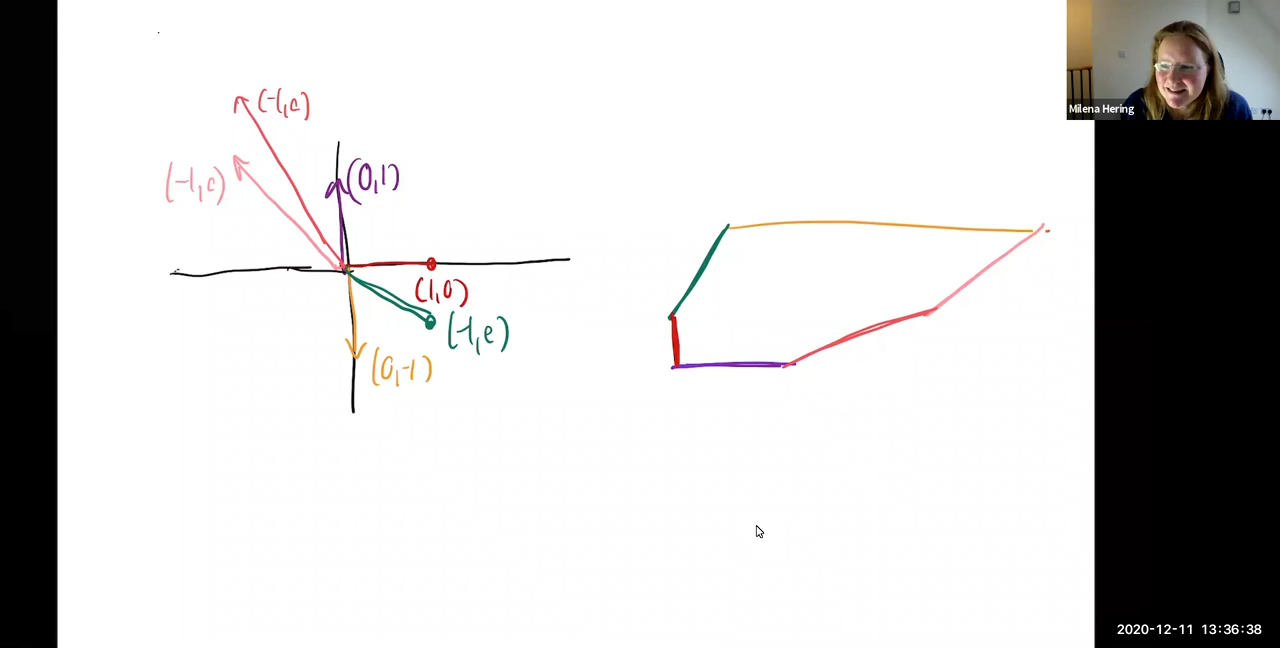 (-1,e)
(-1,e)
(0,1)
(1,0)
(-1,e)
(0,-1)
Milena Hering
2020-12-11 13:36:38